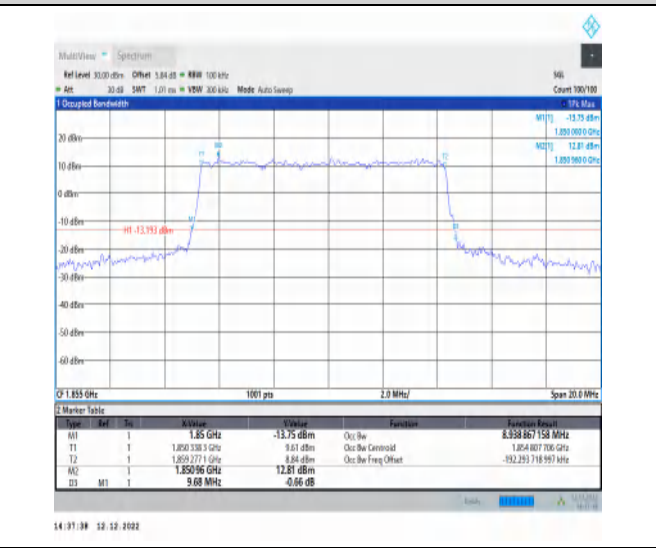 MultiView Spectrum
Ref Level 30.00 dBm Offset 5.84 dB RBW 100 kHz SGL
Att 30 dB SWT 1.01 ms VBW 300 kHz Mode Auto Sweep Count 100/100
1 Occupied Bandwidth 1Pk Max
M1[1] -13.75 dBm
1.850 000 0 GHz
20 dBm
M2[1] 12.81 dBm
1.850 960 0 GHz
10 dBm
0 dBm
-10 dBm
H1 -13.193 dBm
-20 dBm
-30 dBm
-40 dBm
-50 dBm
-60 dBm
CF 1.855 GHz 1001 pts 2.0 MHz/ Span 20.0 MHz
2 Marker Table
Type Ref Trc X-Value Y-Value Function Function Result
M1 1 1.85 GHz -13.75 dBm Occ Bw 8.938 867 158 MHz
T1 1 1.850 338 3 GHz 9.61 dBm Occ Bw Centroid 1.854 807 706 GHz
T2 1 1.859 277 1 GHz 8.84 dBm Occ Bw Freq Offset -192.293 718 997 kHz
M2 1 1.85096 GHz 12.81 dBm
D3 M1 1 9.68 MHz -0.66 dB
14:37:38 12.12.2022